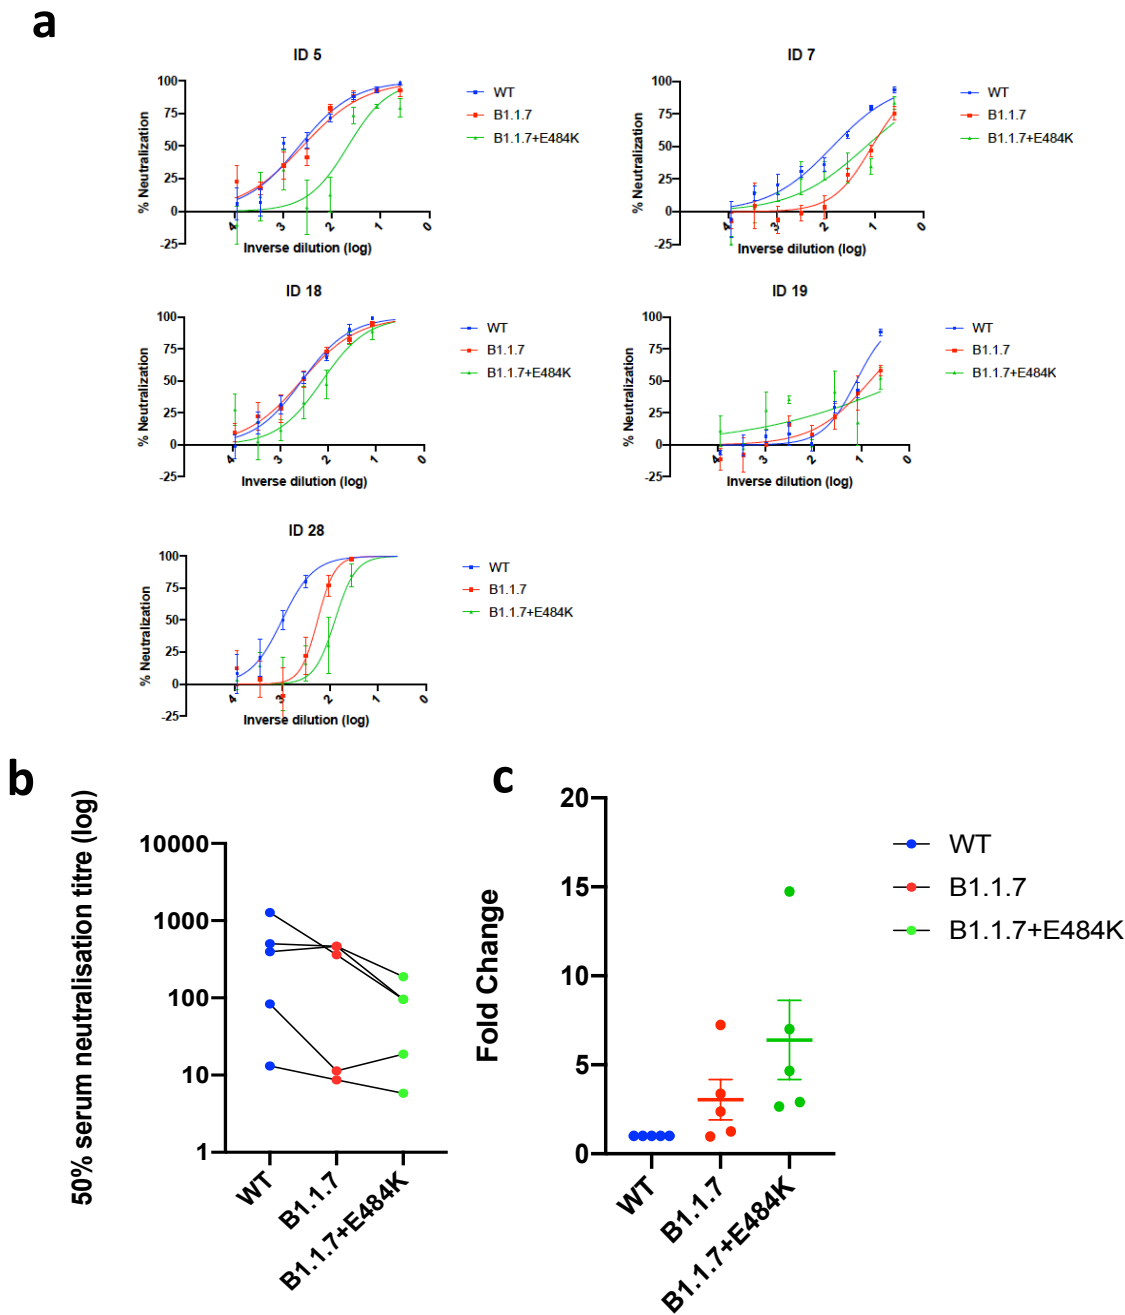 a
ID 5
100
75
50
25
0
-25
% Neutralization
4
3
2
1
0
Inverse dilution (log)
WT
B1.1.7
B1.1.7+E484K
ID 7
100
75
50
25
0
-25
% Neutralization
4
3
2
1
0
Inverse dilution (log)
WT
B1.1.7
B1.1.7+E484K
ID 18
100
75
50
25
0
-25
% Neutralization
4
3
2
1
0
Inverse dilution (log)
WT
B1.1.7
B1.1.7+E484K
ID 19
100
75
50
25
0
-25
% Neutralization
4
3
2
1
0
Inverse dilution (log)
WT
B1.1.7
B1.1.7+E484K
ID 28
100
75
50
25
0
-25
% Neutralization
4
3
2
1
0
Inverse dilution (log)
WT
B1.1.7
B1.1.7+E484K
b
50% serum neutralisation titre (log)
10000
1000
100
10
1
WT
B1.1.7
B1.1.7+E484K
c
Fold Change
20
15
10
5
0
WT
B1.1.7
B1.1.7+E484K
WT
B1.1.7
B1.1.7+E484K